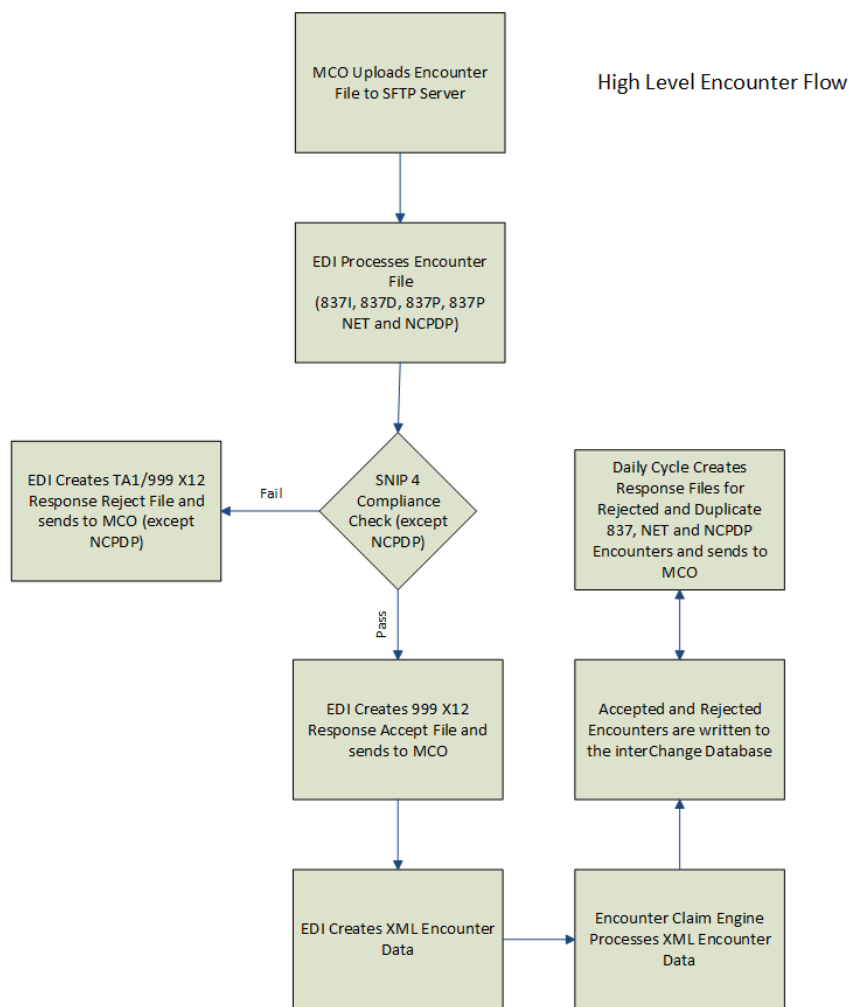 High Level Encounter Flow
MCO Uploads Encounter
File to SFTP Server
EDI Processes Encounter
File
(837I, 837D, 837P, 837P
NET and NCPDP)
SNIP 4
Compliance
Check (except
NCPDP)
Fail
EDI Creates TA1/999 X12
Response Reject File and
sends to MCO (except
NCPDP)
Pass
EDI Creates 999 X12
Response Accept File and
sends to MCO
EDI Creates XML Encounter
Data
Encounter Claim Engine
Processes XML Encounter
Data
Accepted and Rejected
Encounters are written to
the interChange Database
Daily Cycle Creates
Response Files for
Rejected and Duplicate
837, NET and NCPDP
Encounters and sends to
MCO